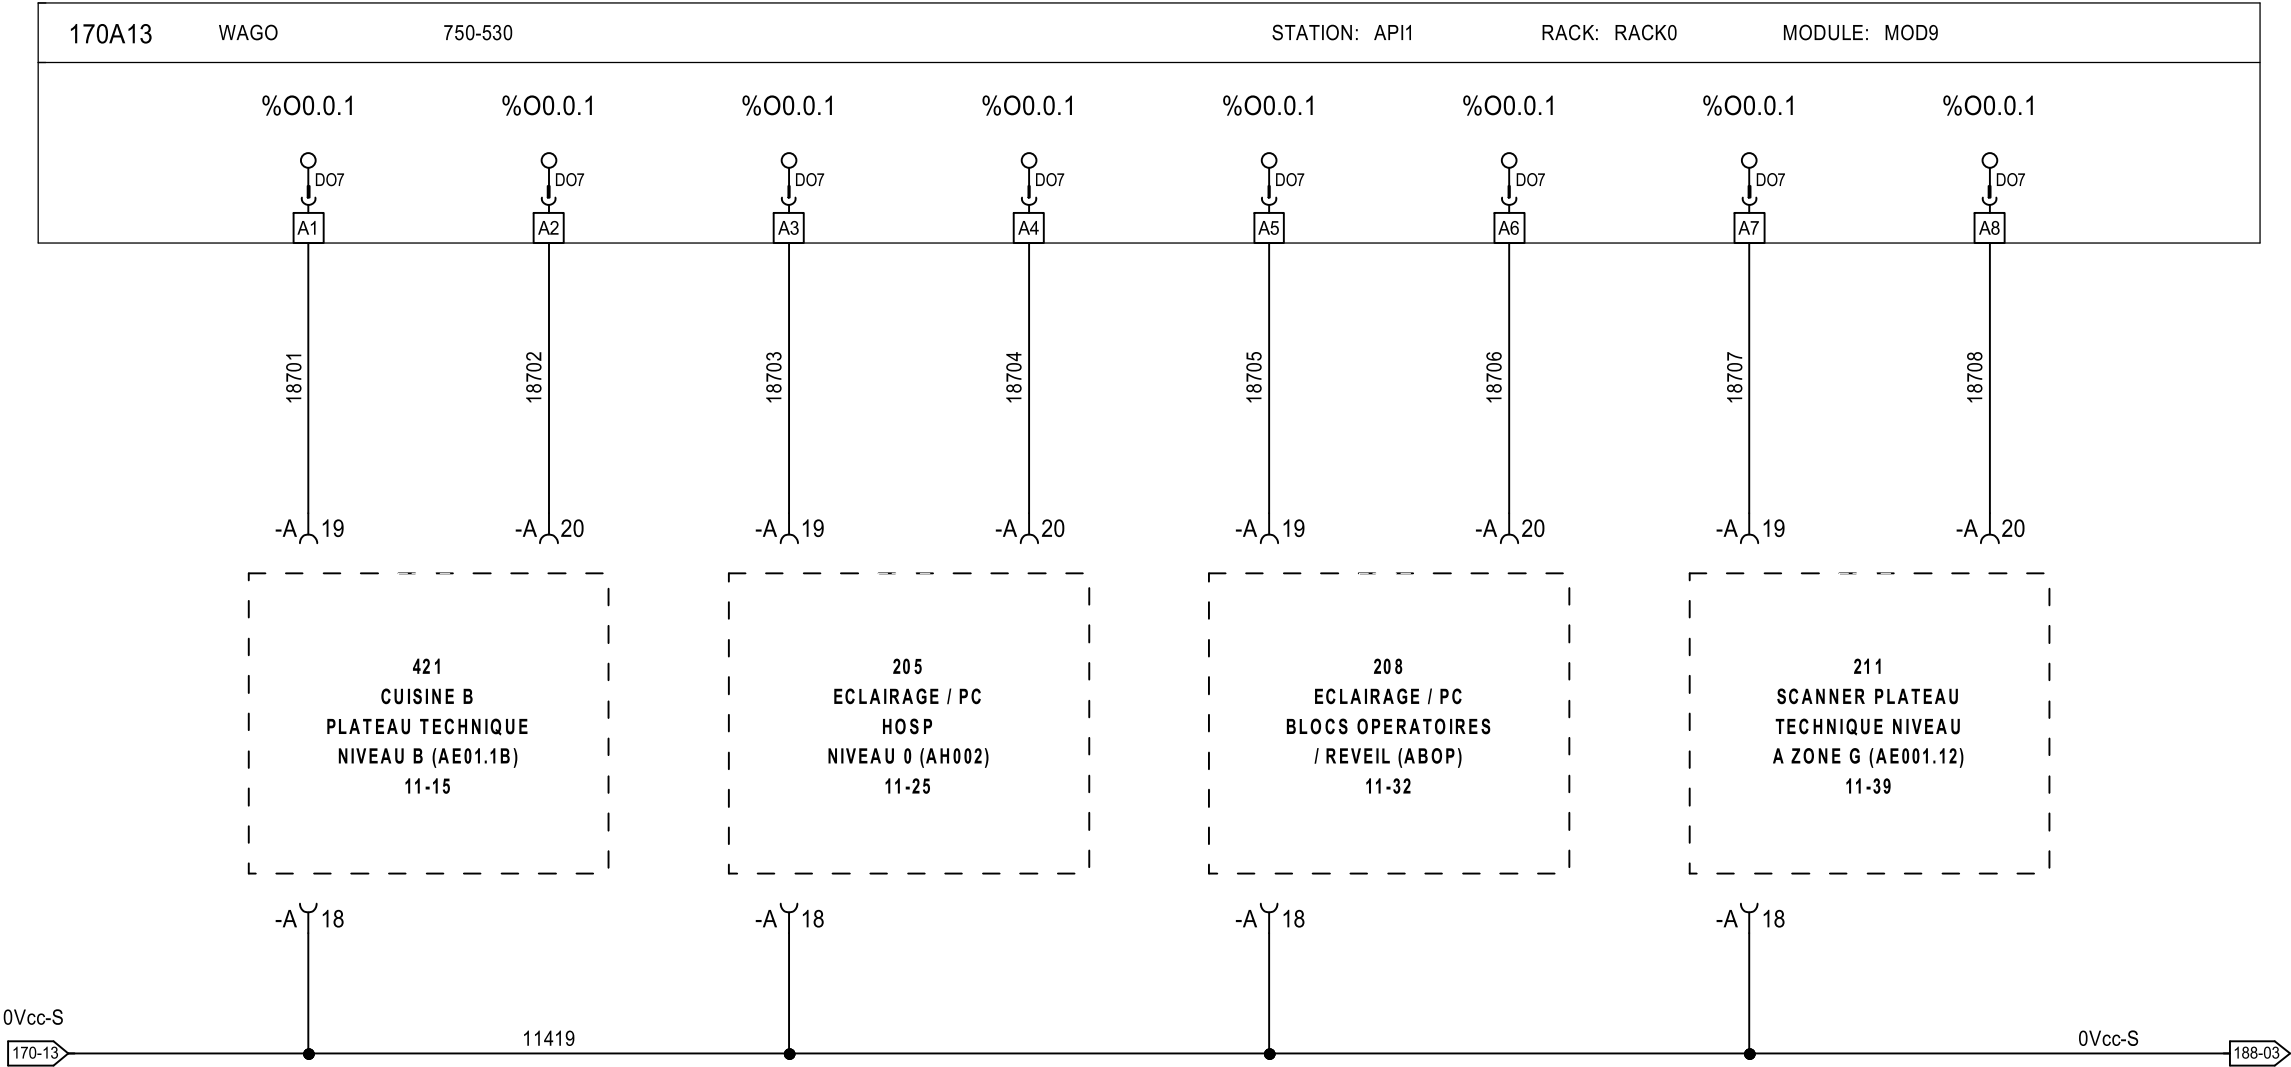 170A13 WAGO 750-530 STATION: API1 RACK: RACK0 MODULE: MOD9
%O0.0.1 %O0.0.1 %O0.0.1 %O0.0.1 %O0.0.1 %O0.0.1 %O0.0.1 %O0.0.1
DO7 DO7 DO7 DO7 DO7 DO7 DO7 DO7
A1 A2 A3 A4 A5 A6 A7 A8
18701 18702 18703 18704 18705 18706 18707 18708
-A 19 -A 20 -A 19 -A 20 -A 19 -A 20 -A 19 -A 20
421
CUISINE B
PLATEAU TECHNIQUE
NIVEAU B (AE01.1B)
11-15
205
ECLAIRAGE / PC
HOSP
NIVEAU 0 (AH002)
11-25
208
ECLAIRAGE / PC
BLOCS OPERATOIRES
/ REVEIL (ABOP)
11-32
211
SCANNER PLATEAU
TECHNIQUE NIVEAU
A ZONE G (AE001.12)
11-39
-A 18 -A 18 -A 18 -A 18
0Vcc-S
11419 0Vcc-S
170-13 188-03